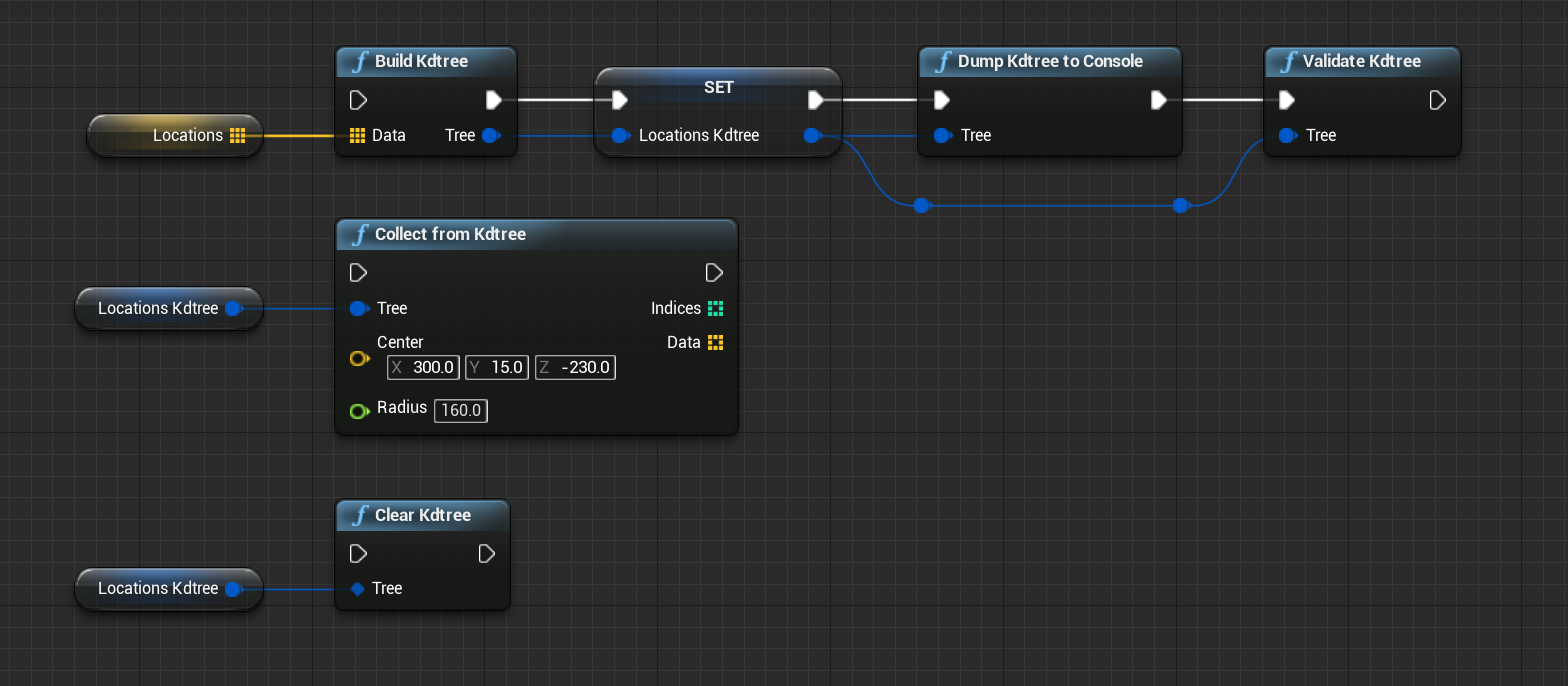 Build Kdtree
SET
Dump Kdtree to Console
Validate Kdtree
Locations
Data
Tree
Locations Kdtree
Tree
Tree
Collect from Kdtree
Locations Kdtree
Tree
Indices
Center
Data
X 300.0 Y 15.0 Z -230.0
Radius 160.0
Clear Kdtree
Locations Kdtree
Tree